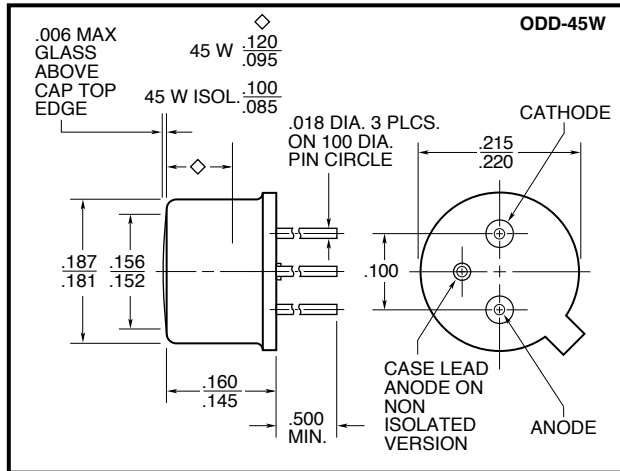 ODD-45W
.006 MAX
GLASS
ABOVE
CAP TOP
EDGE
◇
45 W .120
.095
45 W ISOL. .100
.085
.018 DIA. 3 PLCS.
ON 100 DIA.
PIN CIRCLE
CATHODE
.215
.220
◇
.187
.181
.156
.152
.100
.160
.145
.500
MIN.
CASE LEAD
ANODE ON
NON
ISOLATED
VERSION
ANODE